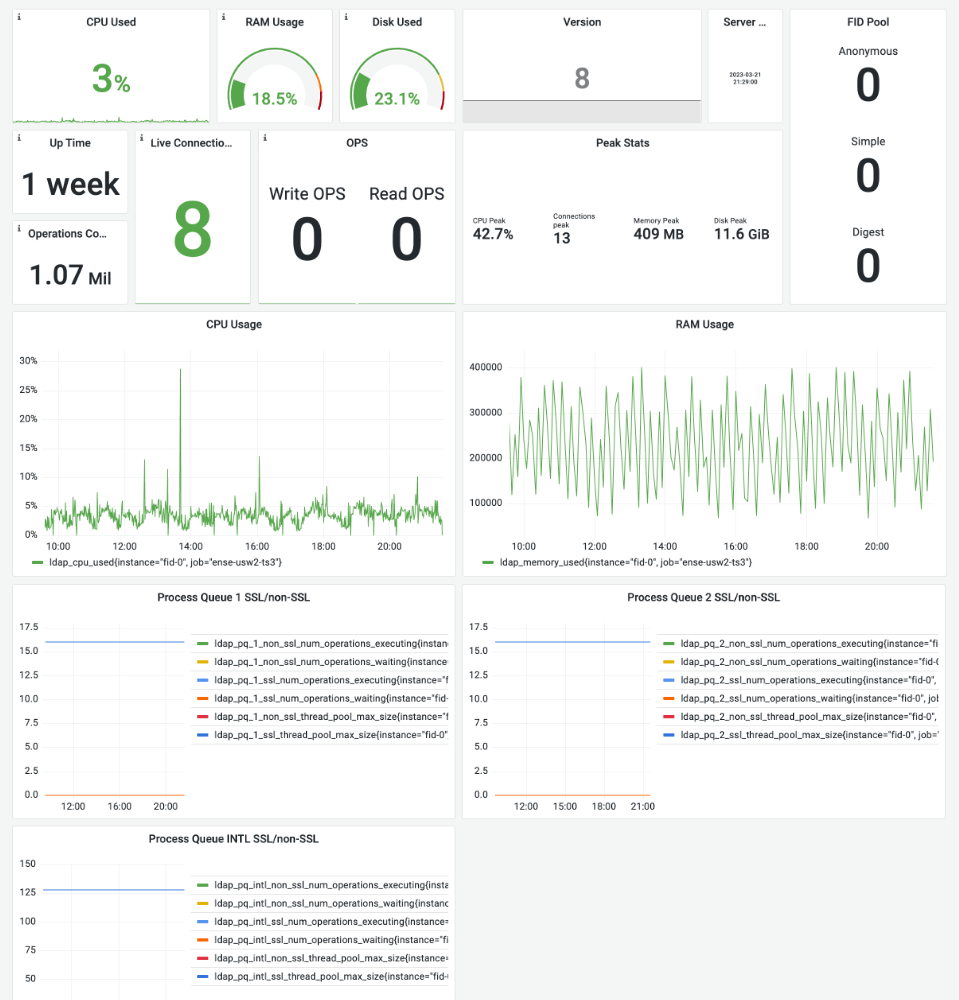 CPU Used
3%
RAM Usage
18.5%
Disk Used
23.1%
Version
8
Server ...
2023-03-21
21:29:00
FID Pool
Anonymous
0
Simple
0
Digest
0
Up Time
1 week
Operations Co...
1.07 Mil
Live Connectio...
8
OPS
Write OPS
0
Read OPS
0
Peak Stats
CPU Peak
42.7%
Connections
peak
13
Memory Peak
409 MB
Disk Peak
11.6 GiB
CPU Usage
30%
25%
20%
15%
10%
5%
0%
10:00 12:00 14:00 16:00 18:00 20:00
ldap_cpu_used{instance="fid-0", job="ense-usw2-ts3"}
RAM Usage
400000
300000
200000
100000
10:00 12:00 14:00 16:00 18:00 20:00
ldap_memory_used{instance="fid-0", job="ense-usw2-ts3"}
Process Queue 1 SSL/non-SSL
17.5
15.0
12.5
10.0
7.5
5.0
2.5
0.0
12:00 16:00 20:00
ldap_pq_1_non_ssl_num_operations_executing{instan
ldap_pq_1_non_ssl_num_operations_waiting{instance
ldap_pq_1_ssl_num_operations_executing{instance="f
ldap_pq_1_ssl_num_operations_waiting{instance="fid-
ldap_pq_1_non_ssl_thread_pool_max_size{instance="f
ldap_pq_1_ssl_thread_pool_max_size{instance="fid-0"
Process Queue 2 SSL/non-SSL
17.5
15.0
12.5
10.0
7.5
5.0
2.5
0.0
12:00 15:00 18:00 21:00
ldap_pq_2_non_ssl_num_operations_executing{instance="fi
ldap_pq_2_non_ssl_num_operations_waiting{instance="fid-0
ldap_pq_2_ssl_num_operations_executing{instance="fid-0",
ldap_pq_2_ssl_num_operations_waiting{instance="fid-0", job
ldap_pq_2_non_ssl_thread_pool_max_size{instance="fid-0",
ldap_pq_2_ssl_thread_pool_max_size{instance="fid-0", job="
Process Queue INTL SSL/non-SSL
150
125
100
75
50
ldap_pq_intl_non_ssl_num_operations_executing{insta
ldap_pq_intl_non_ssl_num_operations_waiting{instanc
ldap_pq_intl_ssl_num_operations_executing{instance=
ldap_pq_intl_ssl_num_operations_waiting{instance="fi
ldap_pq_intl_non_ssl_thread_pool_max_size{instance=
ldap_pq_intl_ssl_thread_pool_max_size{instance="fid-